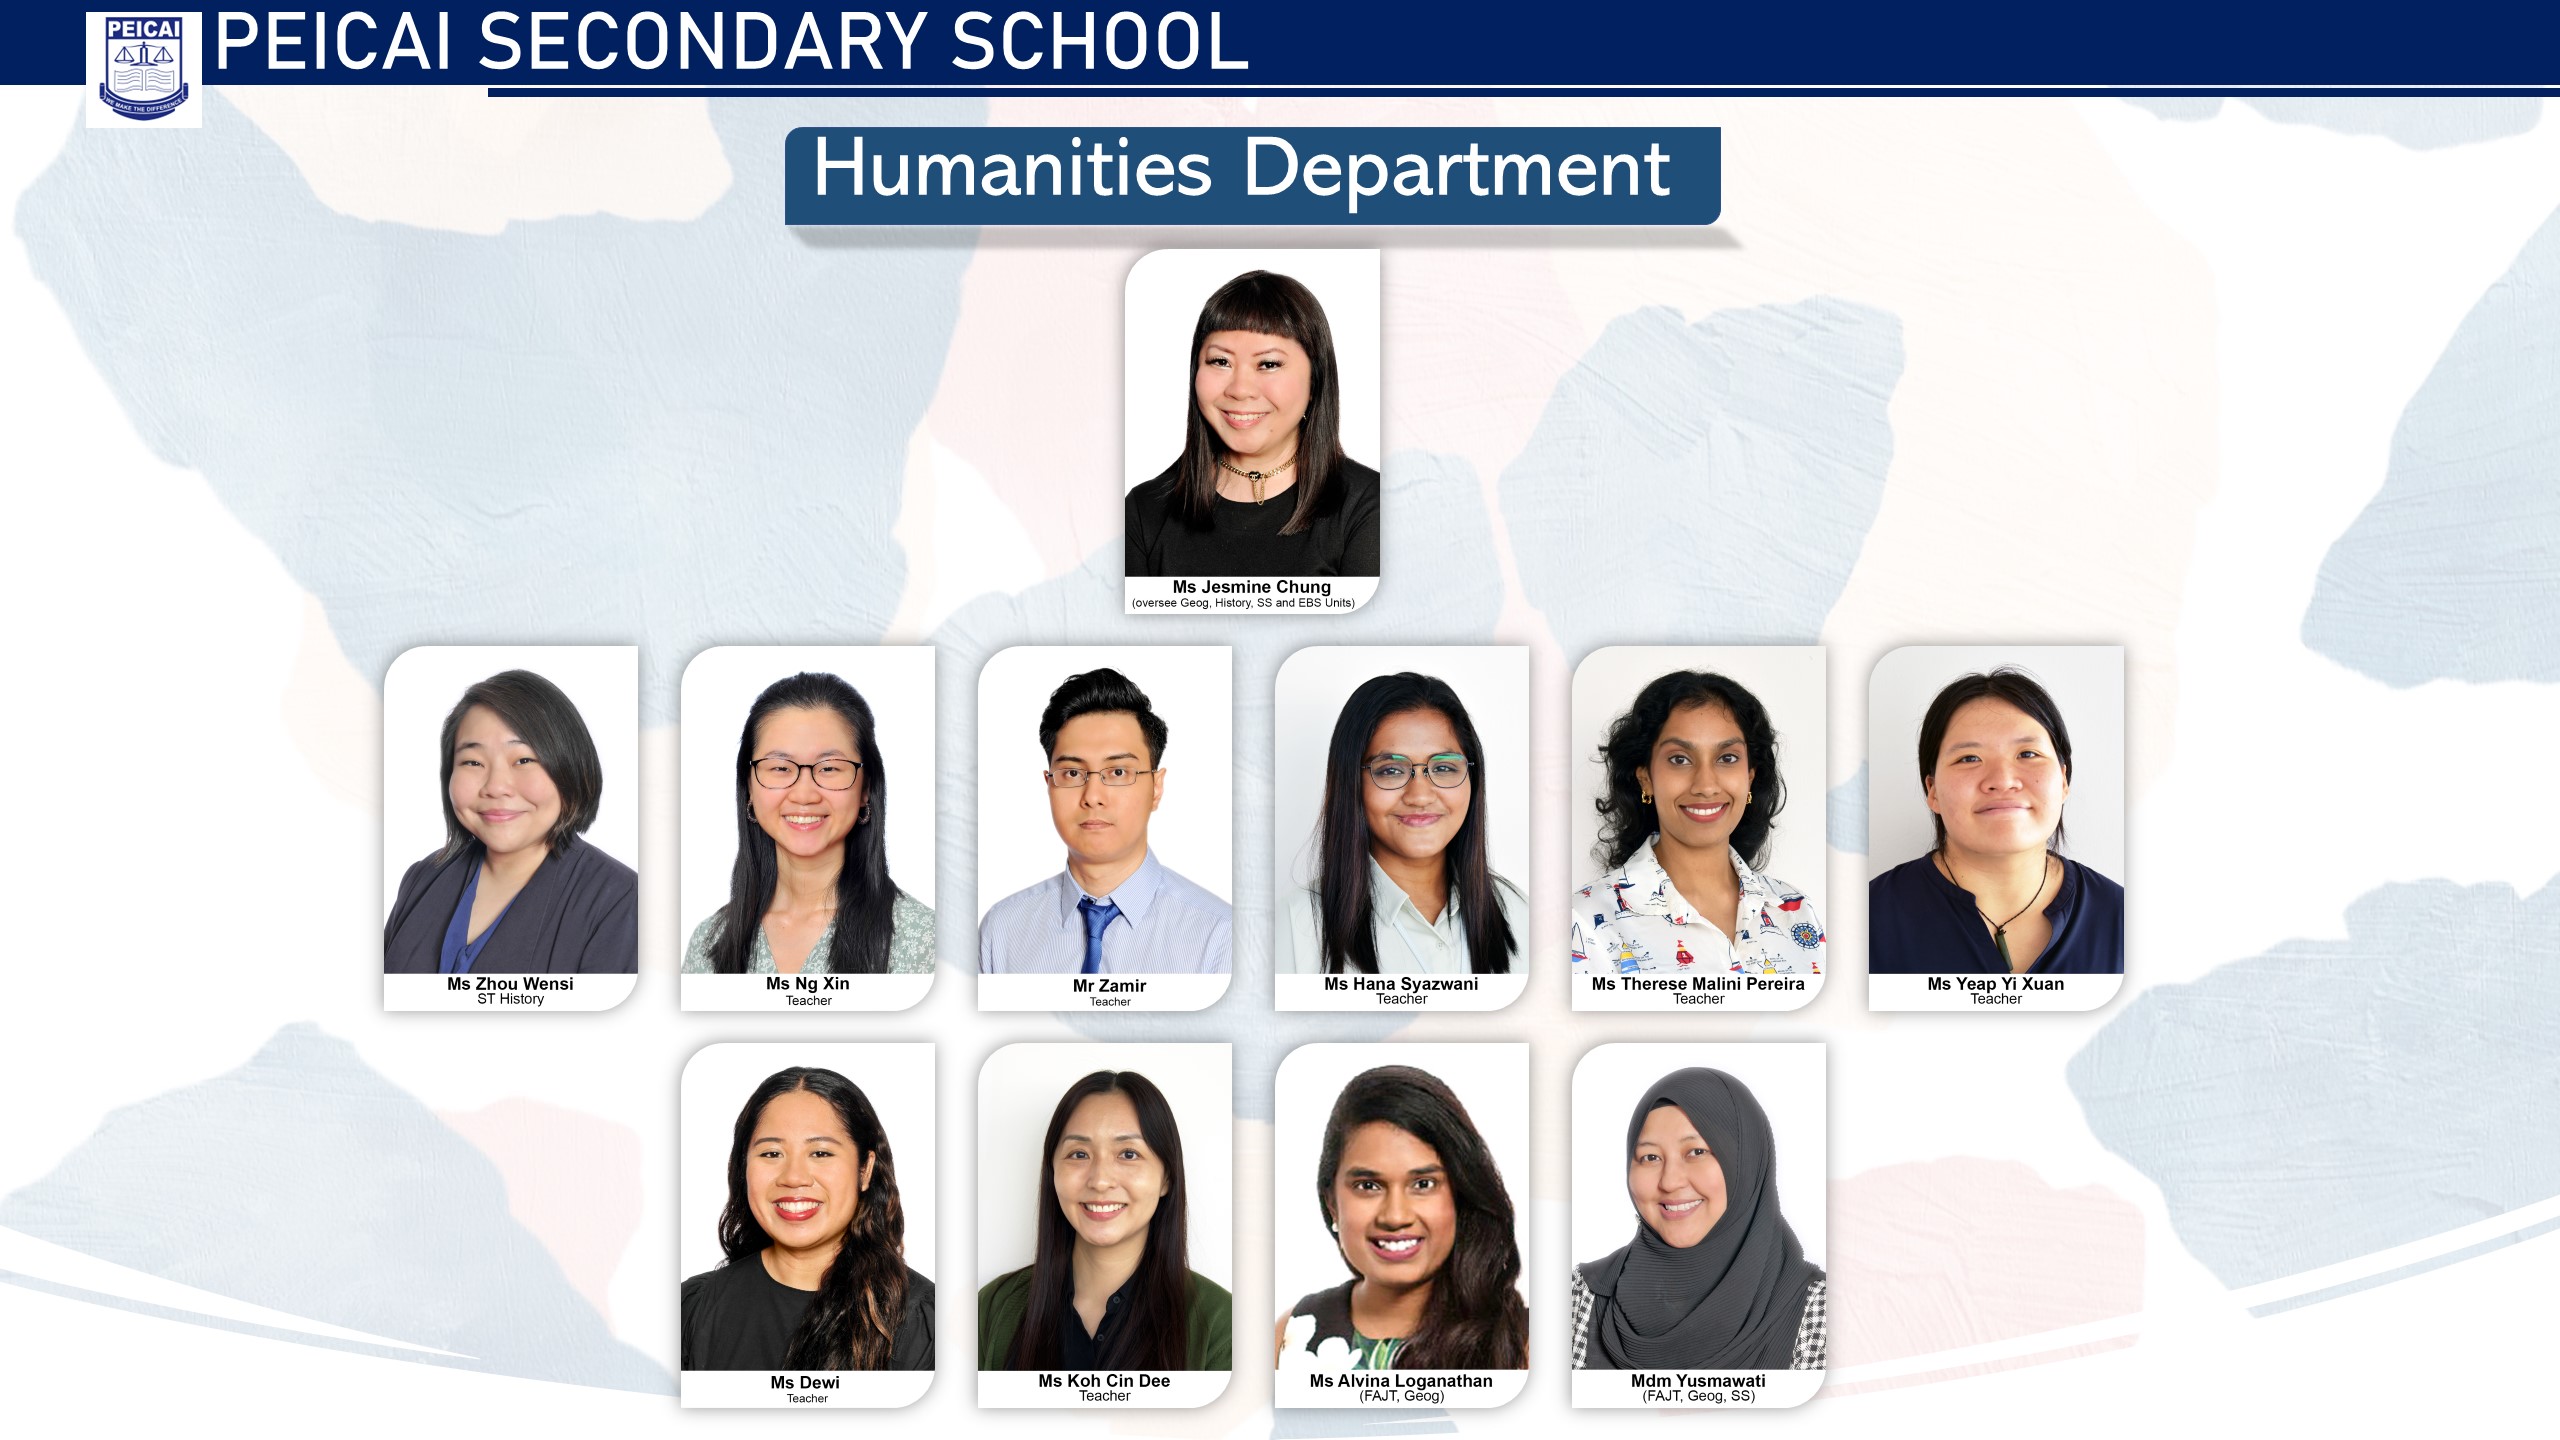 PEICAI
WE MAKE THE DIFFERENCE
PEICAI SECONDARY SCHOOL
Humanities Department
Ms Jesmine Chung
(oversee Geog, History, SS and EBS Units)
Ms Zhou Wensi
ST History
Ms Ng Xin
Teacher
Mr Zamir
Teacher
Ms Hana Syazwani
Teacher
Ms Therese Malini Pereira
Teacher
Ms Yeap Yi Xuan
Teacher
Ms Dewi
Teacher
Ms Koh Cin Dee
Teacher
Ms Alvina Loganathan
(FAJT, Geog)
Mdm Yusmawati
(FAJT, Geog, SS)